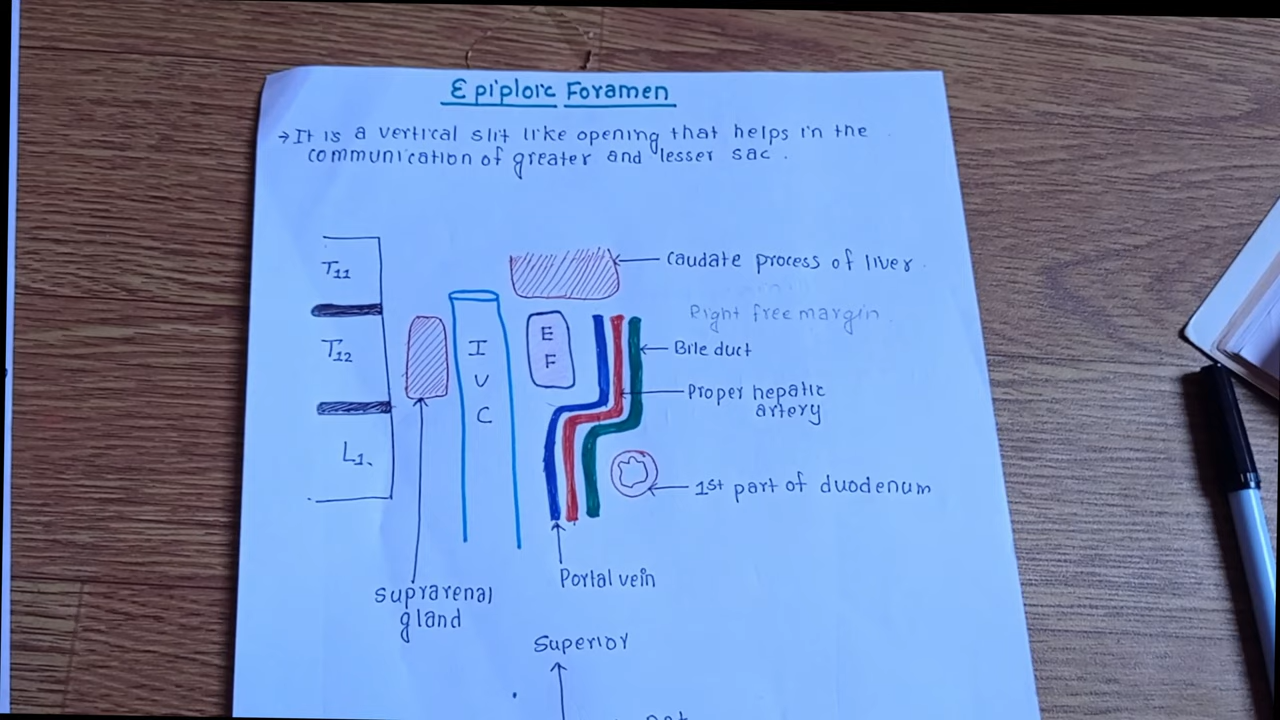 Epiploic Foramen
→ It is a vertical slit like opening that helps in the
communication of greater and lesser sac.
T11
Caudate process of liver.
Right free margin.
T12
I
V
C
E
F
Bile duct
Proper hepatic
artery
L1.
1st part of duodenum
Portal vein
Suprarenal
gland
Superior